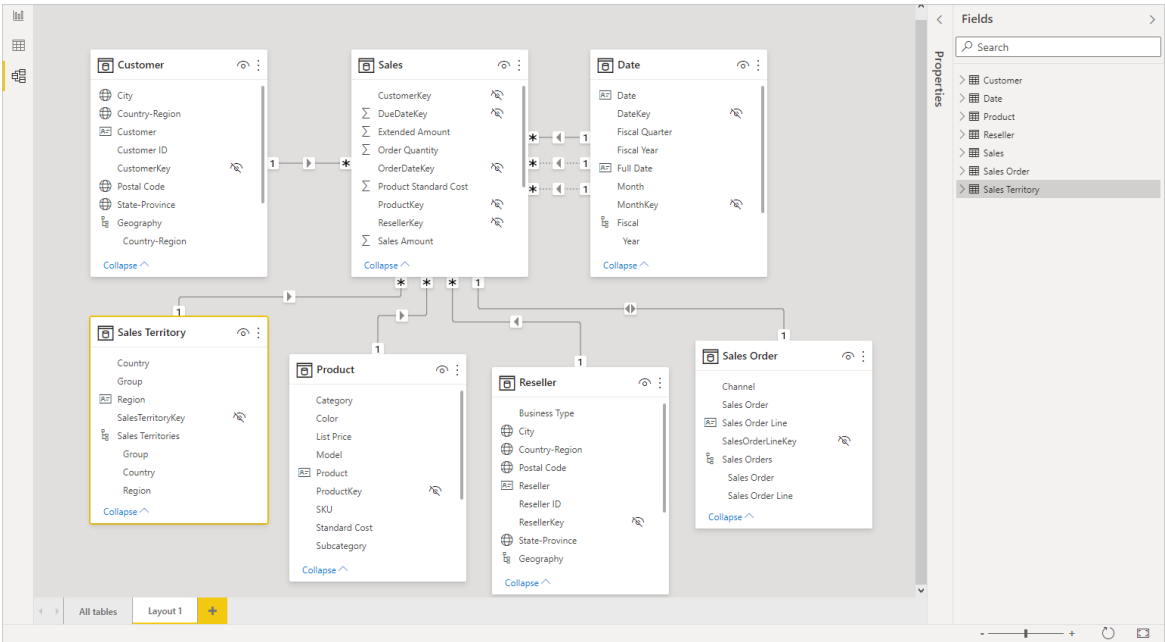 Customer
City
Country-Region
Customer
Customer ID
CustomerKey
Postal Code
State-Province
Geography
Country-Region
Collapse
Sales
CustomerKey
DueDateKey
Extended Amount
Order Quantity
OrderDateKey
Product Standard Cost
ProductKey
ResellerKey
Sales Amount
Collapse
Date
Date
DateKey
Fiscal Quarter
Fiscal Year
Full Date
Month
MonthKey
Fiscal
Year
Collapse
1
*
* 1
* 1
* 1
* * * 1
1
1
1
1
Sales Territory
Country
Group
Region
SalesTerritoryKey
Sales Territories
Group
Country
Region
Collapse
Product
Category
Color
List Price
Model
Product
ProductKey
SKU
Standard Cost
Subcategory
Collapse
Reseller
Business Type
City
Country-Region
Postal Code
Reseller
Reseller ID
ResellerKey
State-Province
Geography
Collapse
Sales Order
Channel
Sales Order
Sales Order Line
SalesOrderLineKey
Sales Orders
Sales Order
Sales Order Line
Collapse
All tables
Layout 1
+
Properties
Fields
Search
Customer
Date
Product
Reseller
Sales
Sales Order
Sales Territory
- +